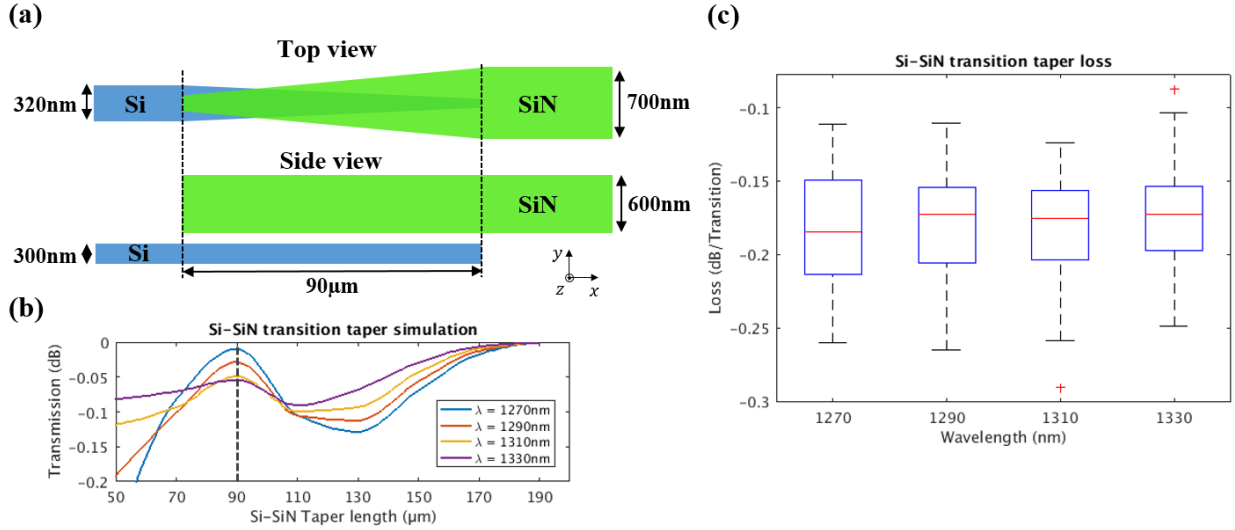 (a)
Top view
320nm
Si
SiN
700nm
Side view
SiN
600nm
300nm
Si
90μm
y
z
x
(b)
Si-SiN transition taper simulation
Transmission (dB)
0
-0.05
-0.1
-0.15
-0.2
λ = 1270nm
λ = 1290nm
λ = 1310nm
λ = 1330nm
50
70
90
110
130
150
170
190
Si-SiN Taper length (μm)
(c)
Si-SiN transition taper loss
Loss (dB/Transition)
-0.1
-0.15
-0.2
-0.25
-0.3
1270
1290
1310
1330
Wavelength (nm)